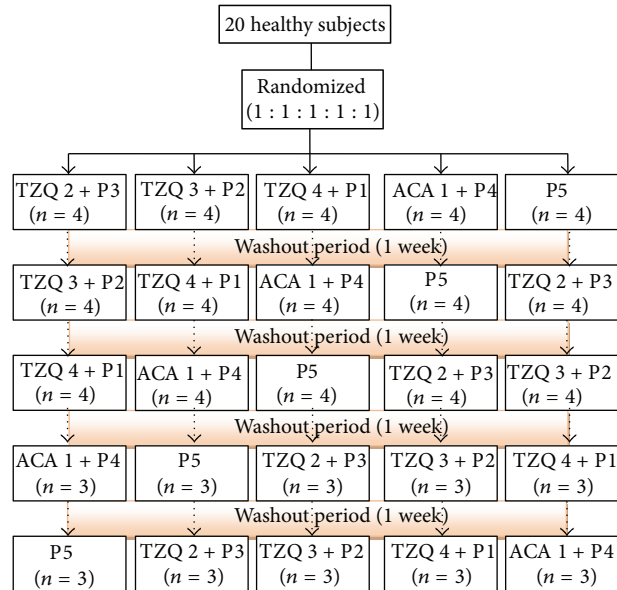 20 healthy subjects
Randomized
(1 : 1 : 1 : 1 : 1)
TZQ 2 + P3
(n = 4)
TZQ 3 + P2
(n = 4)
TZQ 4 + P1
(n = 4)
ACA 1 + P4
(n = 4)
P5
(n = 4)
Washout period (1 week)
TZQ 3 + P2
(n = 4)
TZQ 4 + P1
(n = 4)
ACA 1 + P4
(n = 4)
P5
(n = 4)
TZQ 2 + P3
(n = 4)
Washout period (1 week)
TZQ 4 + P1
(n = 4)
ACA 1 + P4
(n = 4)
P5
(n = 4)
TZQ 2 + P3
(n = 4)
TZQ 3 + P2
(n = 4)
Washout period (1 week)
ACA 1 + P4
(n = 3)
P5
(n = 3)
TZQ 2 + P3
(n = 3)
TZQ 3 + P2
(n = 3)
TZQ 4 + P1
(n = 3)
Washout period (1 week)
P5
(n = 3)
TZQ 2 + P3
(n = 3)
TZQ 3 + P2
(n = 3)
TZQ 4 + P1
(n = 3)
ACA 1 + P4
(n = 3)